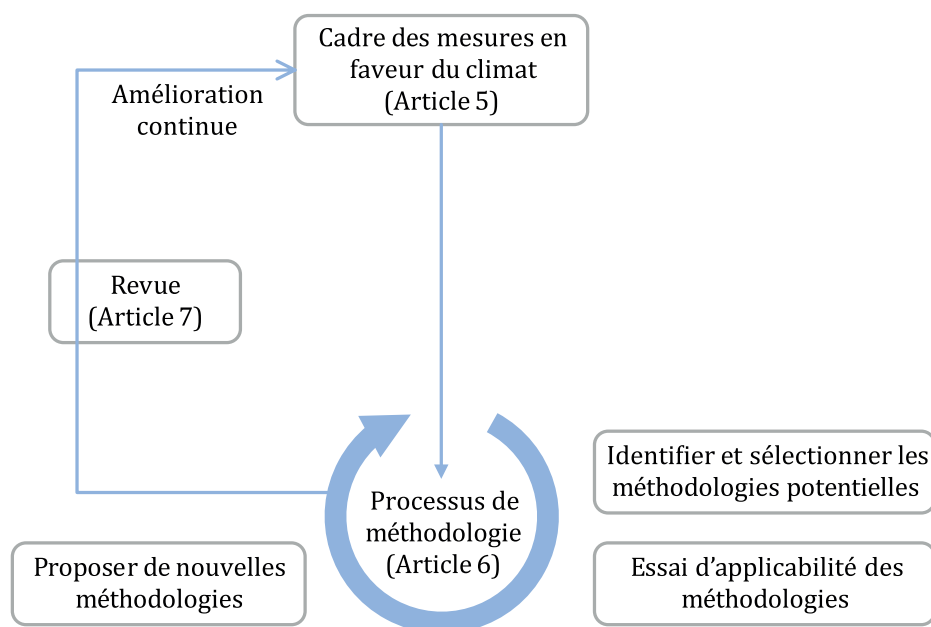 Cadre des mesures en
faveur du climat
(Article 5)
Amélioration
continue
Revue
(Article 7)
Identifier et sélectionner les
méthodologies potentielles
Processus de
méthodologie
(Article 6)
Proposer de nouvelles
méthodologies
Essai d’applicabilité des
méthodologies